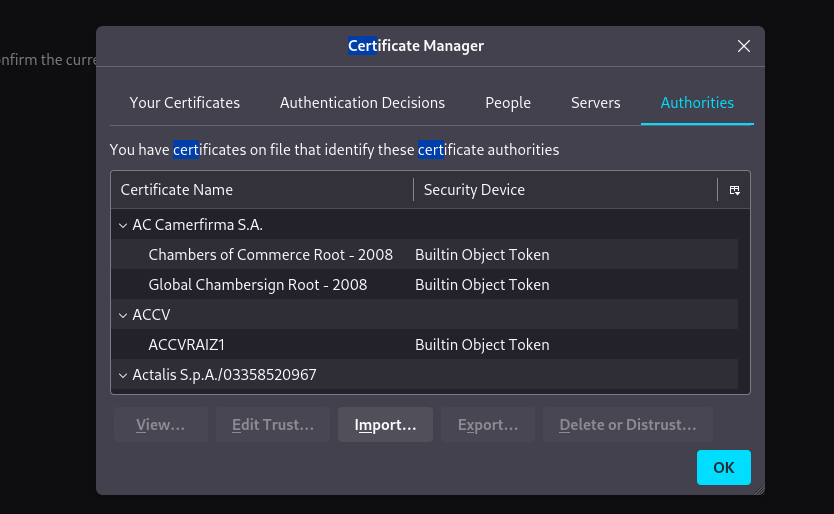 Certificate Manager
onfirm the curre
Your Certificates Authentication Decisions People Servers Authorities
You have certificates on file that identify these certificate authorities
Certificate Name Security Device
AC Camerfirma S.A.
Chambers of Commerce Root - 2008 Builtin Object Token
Global Chambersign Root - 2008 Builtin Object Token
ACCV
ACCVRAIZ1 Builtin Object Token
Actalis S.p.A./03358520967
View... Edit Trust... Import... Export... Delete or Distrust...
OK